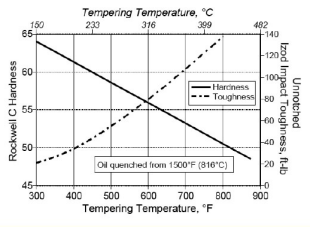 Tempering Temperature, °C
150 233 316 399 482
65 140
60 120
100
55 80
60
50 40
20
45 0
Rockwell C Hardness
Unnotched
Izod Impact Toughness, ft-lb
Hardness
Toughness
Oil quenched from 1500°F (816°C)
300 400 500 600 700 800 900
Tempering Temperature, °F